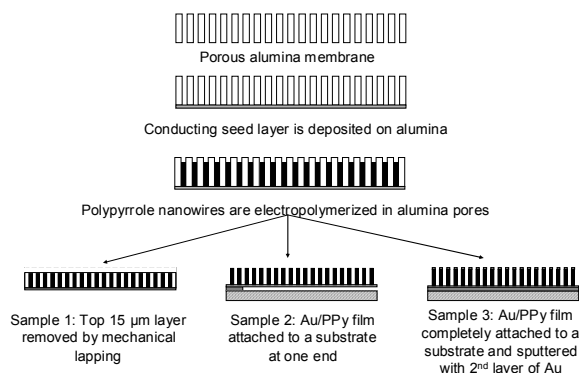 Porous alumina membrane
Conducting seed layer is deposited on alumina
Polypyrrole nanowires are electropolymerized in alumina pores
Sample 1: Top 15 µm layer
removed by mechanical
lapping
Sample 2: Au/PPy film
attached to a substrate
at one end
Sample 3: Au/PPy film
completely attached to a
substrate and sputtered
with 2nd layer of Au